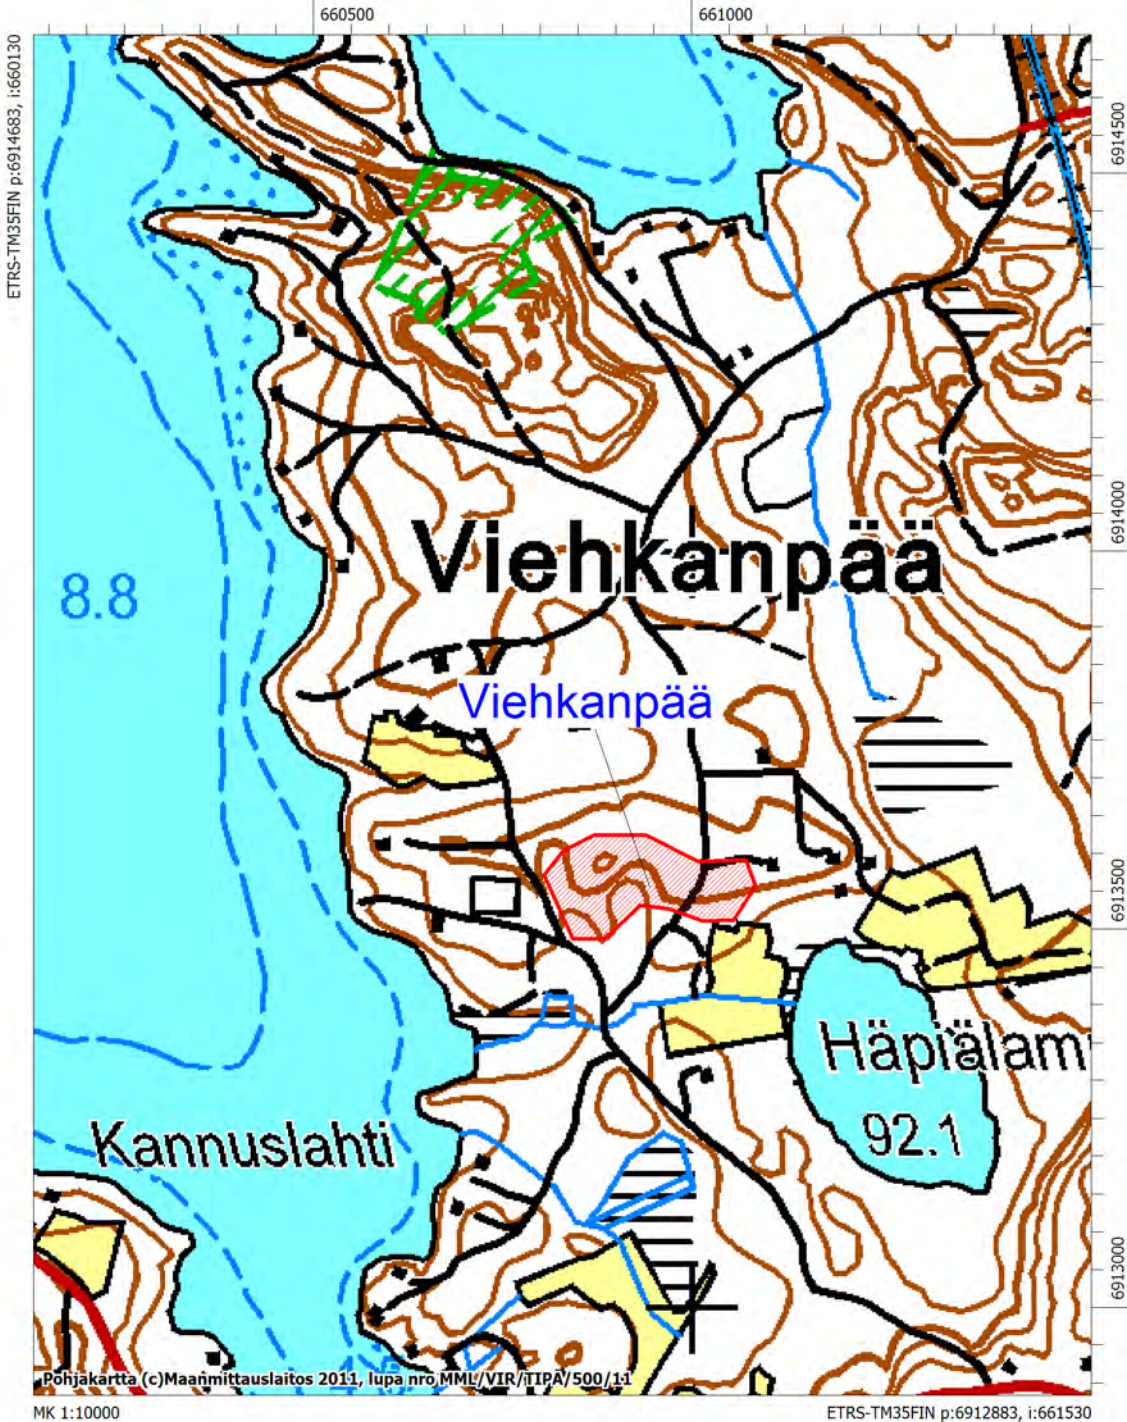 660500 661000
ETRS-TM35FIN p:6914683, i:660130
6914500
6914000
Viehkanpää
8.8
Viehkanpää
6913500
Häpiälam
92.1
Kannuslahti
6913000
Pohjakartta (c)Maanmittauslaitos 2011, lupa nro MML/VIR/TIPA/500/11
MK 1:10000 ETRS-TM35FIN p:6912883, i:661530